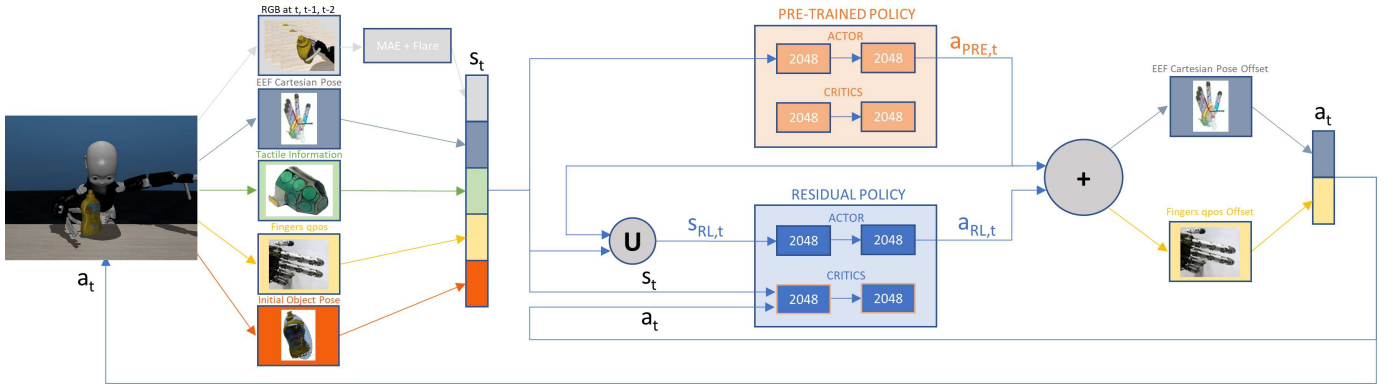 RGB at t, t-1, t-2
MAE + Flare
EEF Cartesian Pose
Tactile Information
Fingers qpos
Initial Object Pose
s_t
a_t
U
s_RL,t
s_t
a_t
PRE-TRAINED POLICY
ACTOR
2048
2048
CRITICS
2048
2048
a_PRE,t
RESIDUAL POLICY
ACTOR
2048
2048
CRITICS
2048
2048
a_RL,t
+
EEF Cartesian Pose Offset
Fingers qpos Offset
a_t